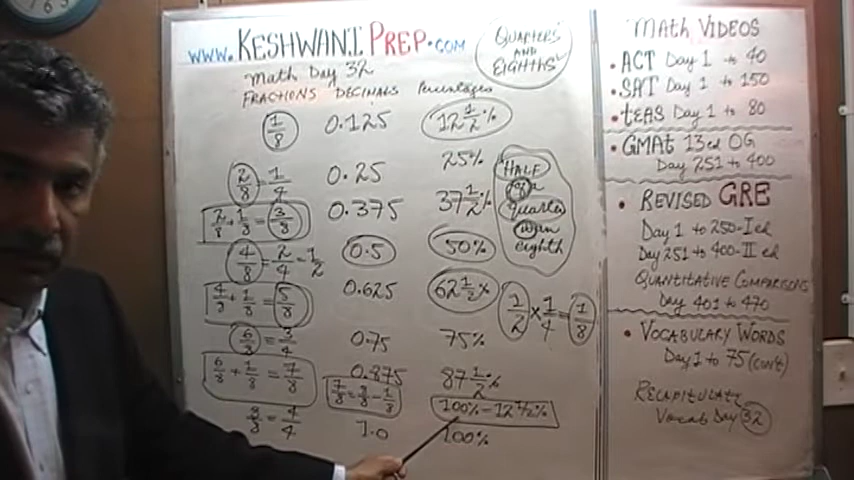 www.KESHWANIPREP.COM
QUARTERS
AND
EIGHTHS
Math Day 32
FRACTIONS DECIMALS Percentages
1/8 0.125 12 1/2 %
2/8 = 1/4 0.25 25%
2/8 + 1/8 = 3/8 0.375 37 1/2 %
4/8 = 2/4 = 1/2 0.5 50%
4/8 + 1/8 = 5/8 0.625 62 1/2 %
6/8 = 3/4 0.75 75%
6/8 + 1/8 = 7/8 0.875 87 1/2 %
7/8 = 8/8 - 1/8 100% - 12 1/2 %
8/8 = 4/4 1.0 100%
HALF
quarter
eighth
1/2 × 1/4 = 1/8
MATH VIDEOS
• ACT Day 1 to 40
• SAT Day 1 to 150
• tEAS Day 1 to 80
• GMAt 13ed OG
Day 251 to 400
• REVISED GRE
Day 1 to 250-I ed
Day 251 to 400-II ed
QUANTITATIVE COMPARISONS
Day 401 to 470
• VOCABULARY WORDS
Day 1 to 75 (con't)
RECAPITULATE
Vocab Day 32